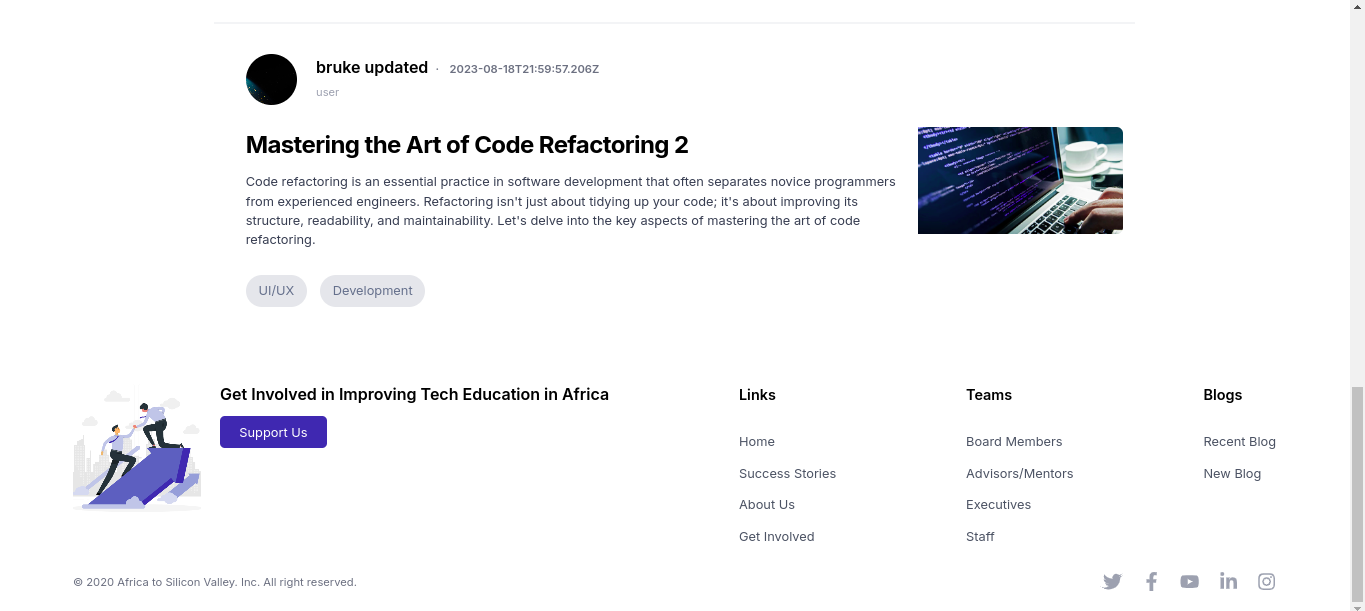 bruke updated · 2023-08-18T21:59:57.206Z
user
Mastering the Art of Code Refactoring 2
Code refactoring is an essential practice in software development that often separates novice programmers
from experienced engineers. Refactoring isn't just about tidying up your code; it's about improving its
structure, readability, and maintainability. Let's delve into the key aspects of mastering the art of code
refactoring.
UI/UX Development
Get Involved in Improving Tech Education in Africa
Support Us
Links
Home
Success Stories
About Us
Get Involved
Teams
Board Members
Advisors/Mentors
Executives
Staff
Blogs
Recent Blog
New Blog
© 2020 Africa to Silicon Valley. Inc. All right reserved.